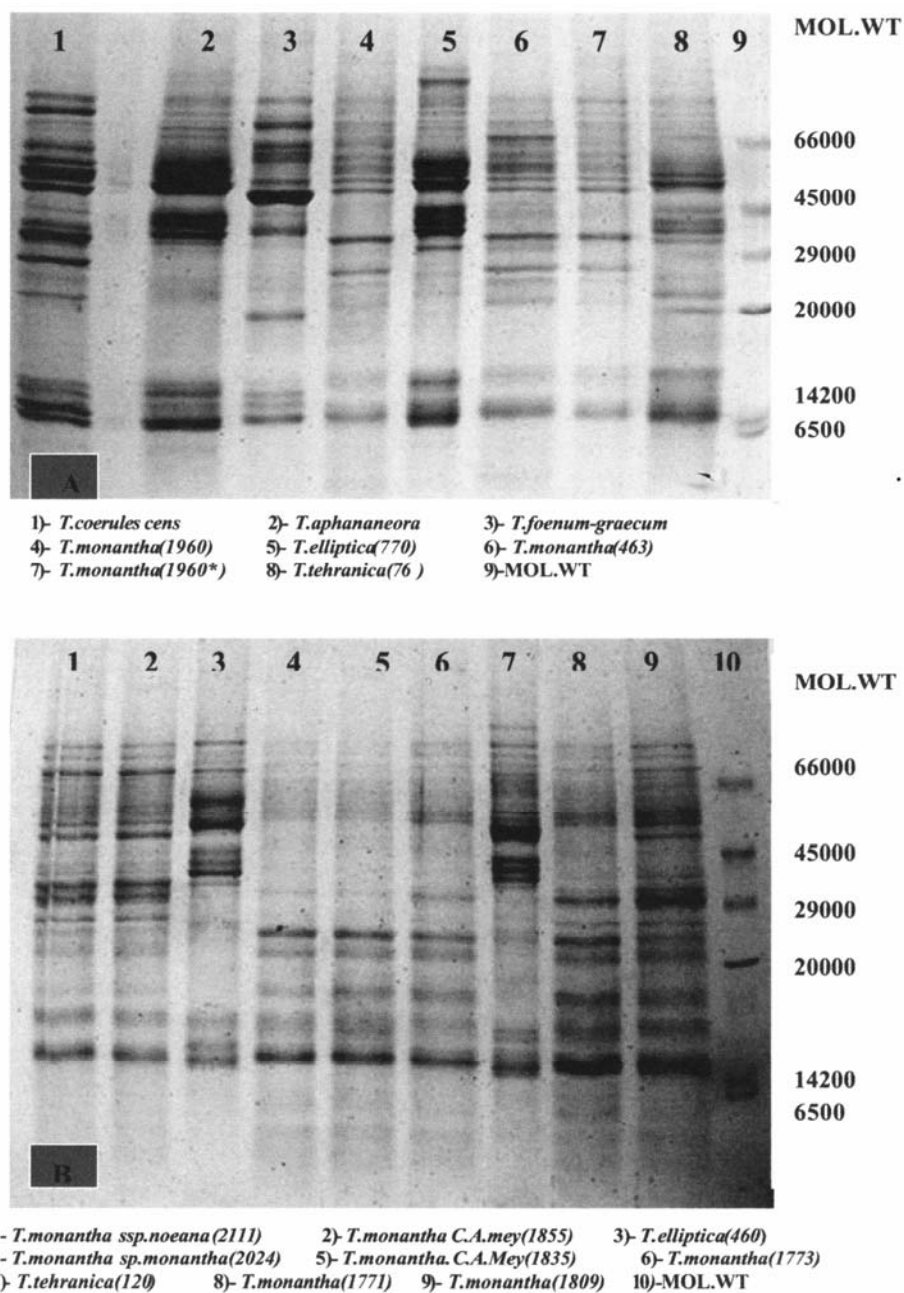 1 2 3 4 5 6 7 8 9 MOL.WT
66000
45000
29000
20000
14200
6500
A
1)- T.coerules cens 2)- T.aphananeora 3)- T.foenum-graecum
4)- T.monantha(1960) 5)- T.elliptica(770) 6)- T.monantha(463)
7)- T.monantha(1960*) 8)- T.tehranica(76 ) 9)-MOL.WT
1 2 3 4 5 6 7 8 9 10
MOL.WT
66000
45000
29000
20000
14200
6500
B
- T.monantha ssp.noeana(2111) 2)- T.monantha C.A.mey(1855) 3)- T.elliptica(460)
- T.monantha sp.monantha(2024) 5)- T.monantha. C.A.Mey(1835) 6)- T.monantha(1773)
)- T.tehranica(120) 8)- T.monantha(1771) 9)- T.monantha(1809) 10)-MOL.WT